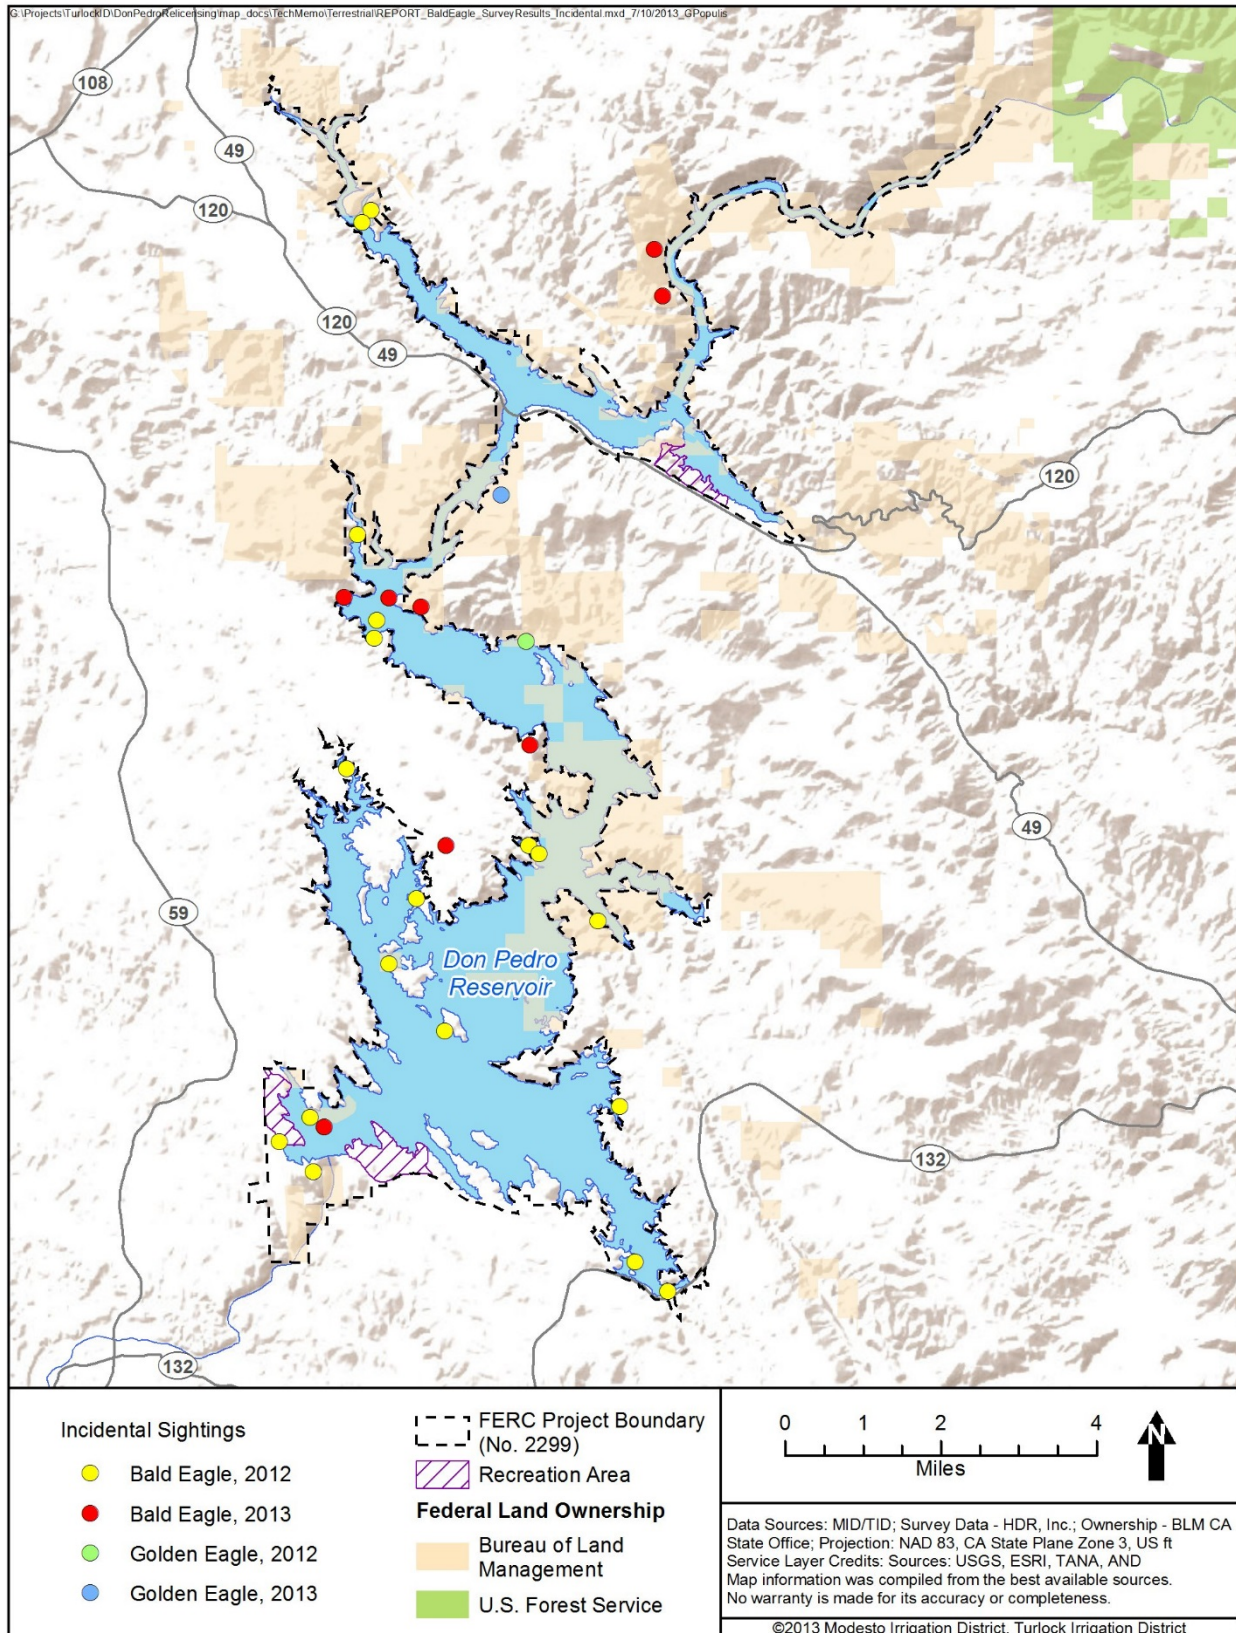 G:\Projects\TurlockID\DonPedroRelicensing\map_docs\TechMemo\Terrestrial\REPORT_BaldEagle_SurveyResults_Incidental.mxd_7/10/2013_GPopulis
108
49
120
120
49
120
49
59
Don Pedro
Reservoir
132
132
Incidental Sightings
Bald Eagle, 2012
Bald Eagle, 2013
Golden Eagle, 2012
Golden Eagle, 2013
FERC Project Boundary
(No. 2299)
Recreation Area
Federal Land Ownership
Bureau of Land
Management
U.S. Forest Service
0 1 2 4
Miles
N
Data Sources: MID/TID; Survey Data - HDR, Inc.; Ownership - BLM CA
State Office; Projection: NAD 83, CA State Plane Zone 3, US ft
Service Layer Credits: Sources: USGS, ESRI, TANA, AND
Map information was compiled from the best available sources.
No warranty is made for its accuracy or completeness.
©2013 Modesto Irrigation District, Turlock Irrigation District